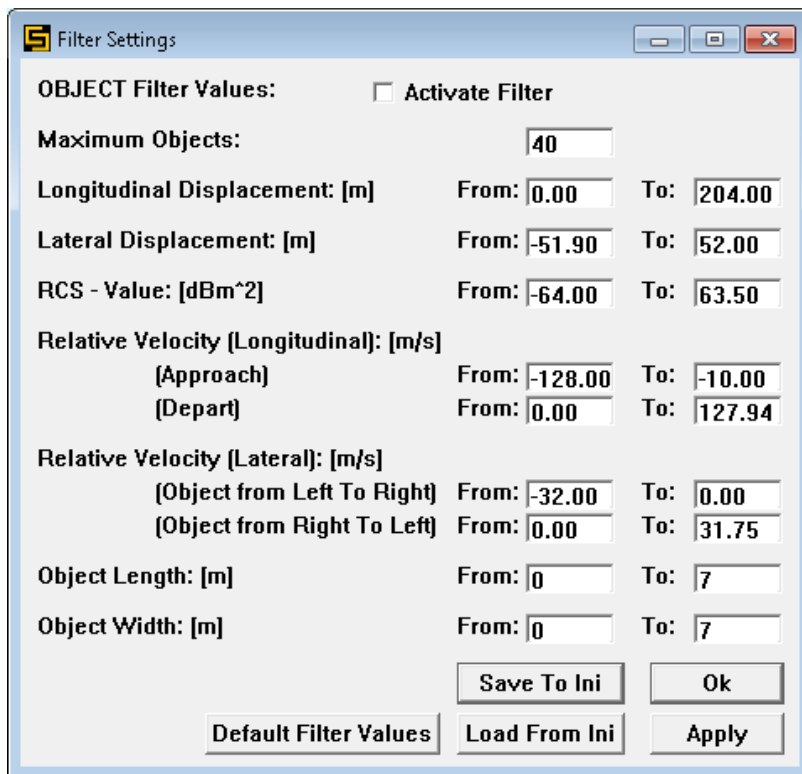 Filter Settings
OBJECT Filter Values: Activate Filter
Maximum Objects: 40
Longitudinal Displacement: [m] From: 0.00 To: 204.00
Lateral Displacement: [m] From: -51.90 To: 52.00
RCS - Value: [dBm^2] From: -64.00 To: 63.50
Relative Velocity (Longitudinal): [m/s]
(Approach) From: -128.00 To: -10.00
(Depart) From: 0.00 To: 127.94
Relative Velocity (Lateral): [m/s]
(Object from Left To Right) From: -32.00 To: 0.00
(Object from Right To Left) From: 0.00 To: 31.75
Object Length: [m] From: 0 To: 7
Object Width: [m] From: 0 To: 7
Save To Ini Ok
Default Filter Values Load From Ini Apply